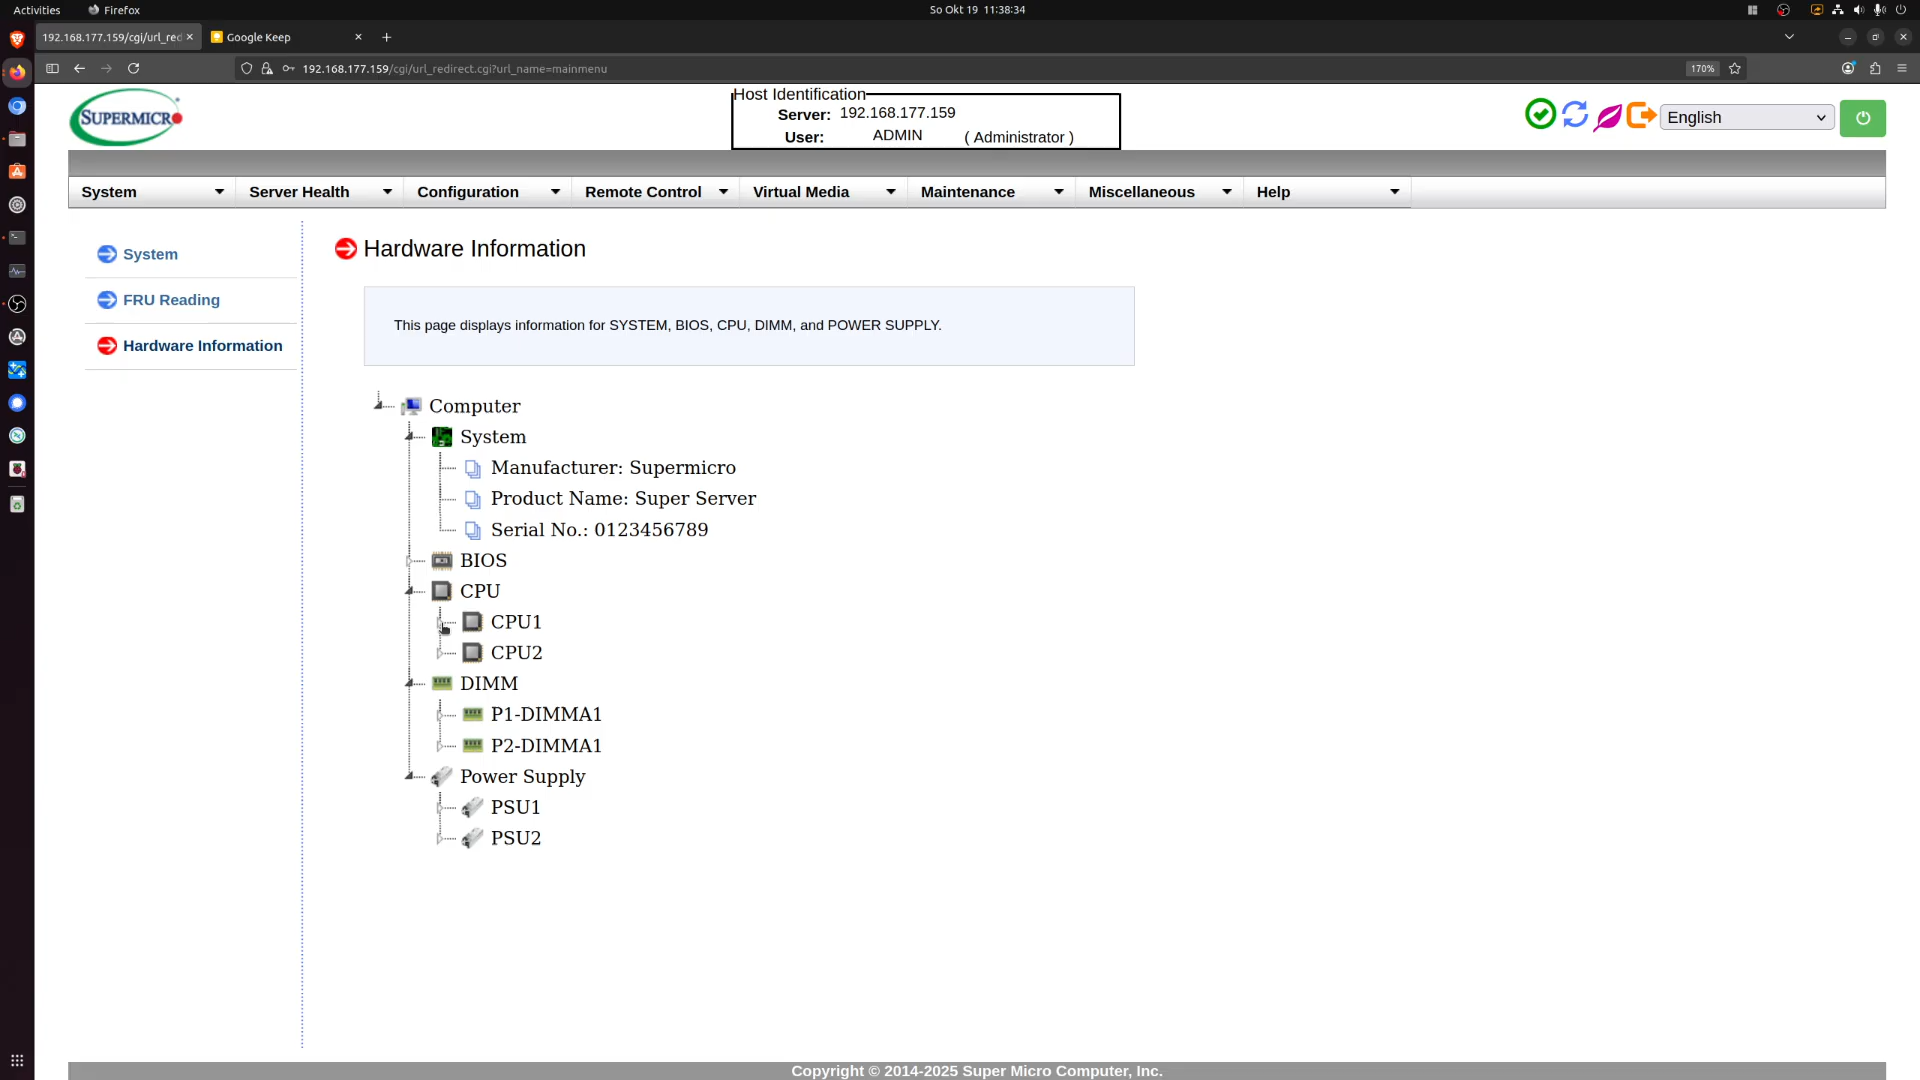 Activities Firefox So Okt 19 11:38:34
192.168.177.159/cgi/url_red Google Keep
192.168.177.159/cgi/url_redirect.cgi?url_name=mainmenu 170%
SUPERMICRO
Host Identification
Server: 192.168.177.159
User: ADMIN ( Administrator )
English
System Server Health Configuration Remote Control Virtual Media Maintenance Miscellaneous Help
System
FRU Reading
Hardware Information
Hardware Information
This page displays information for SYSTEM, BIOS, CPU, DIMM, and POWER SUPPLY.
Computer
System
Manufacturer: Supermicro
Product Name: Super Server
Serial No.: 0123456789
BIOS
CPU
CPU1
CPU2
DIMM
P1-DIMMA1
P2-DIMMA1
Power Supply
PSU1
PSU2
Copyright © 2014-2025 Super Micro Computer, Inc.